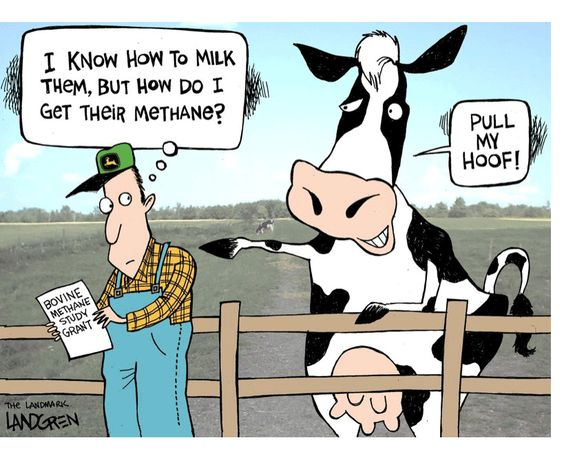 I KNOW HOW TO MILK
THEM, BUT HOW DO I
GET THEIR METHANE?
PULL
MY
HOOF!
BOVINE
METHANE
STUDY
GRANT
THE LANDMARK
LANDGREN